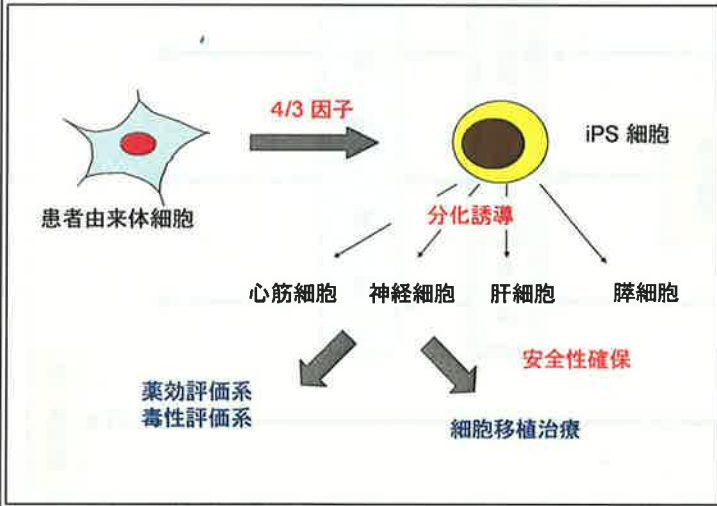 4/3 因子
iPS 細胞
患者由来体細胞
分化誘導
心筋細胞 神経細胞 肝細胞 膵細胞
安全性確保
薬効評価系
毒性評価系
細胞移植治療